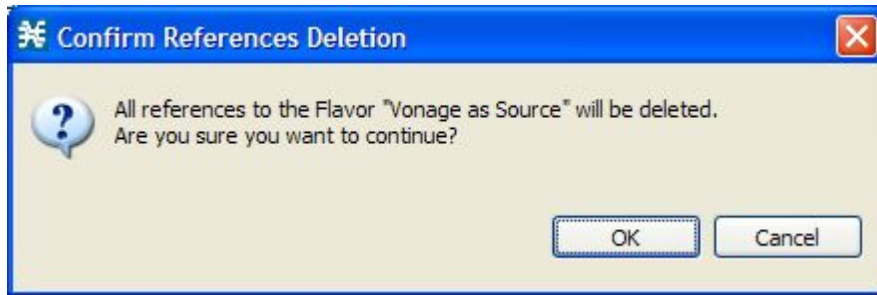 Confirm References Deletion
All references to the Flavor "Vonage as Source" will be deleted.
Are you sure you want to continue?
OK
Cancel